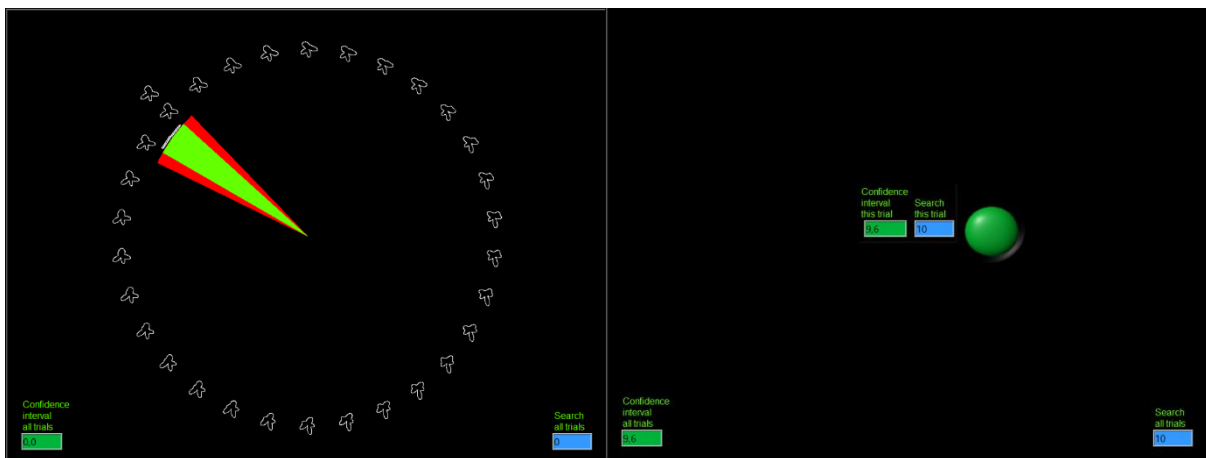 Confidence
interval
all trials
0,0
Search
all trials
0
Confidence
interval
this trial
9,6
Search
this trial
10
Confidence
interval
all trials
9,6
Search
all trials
10